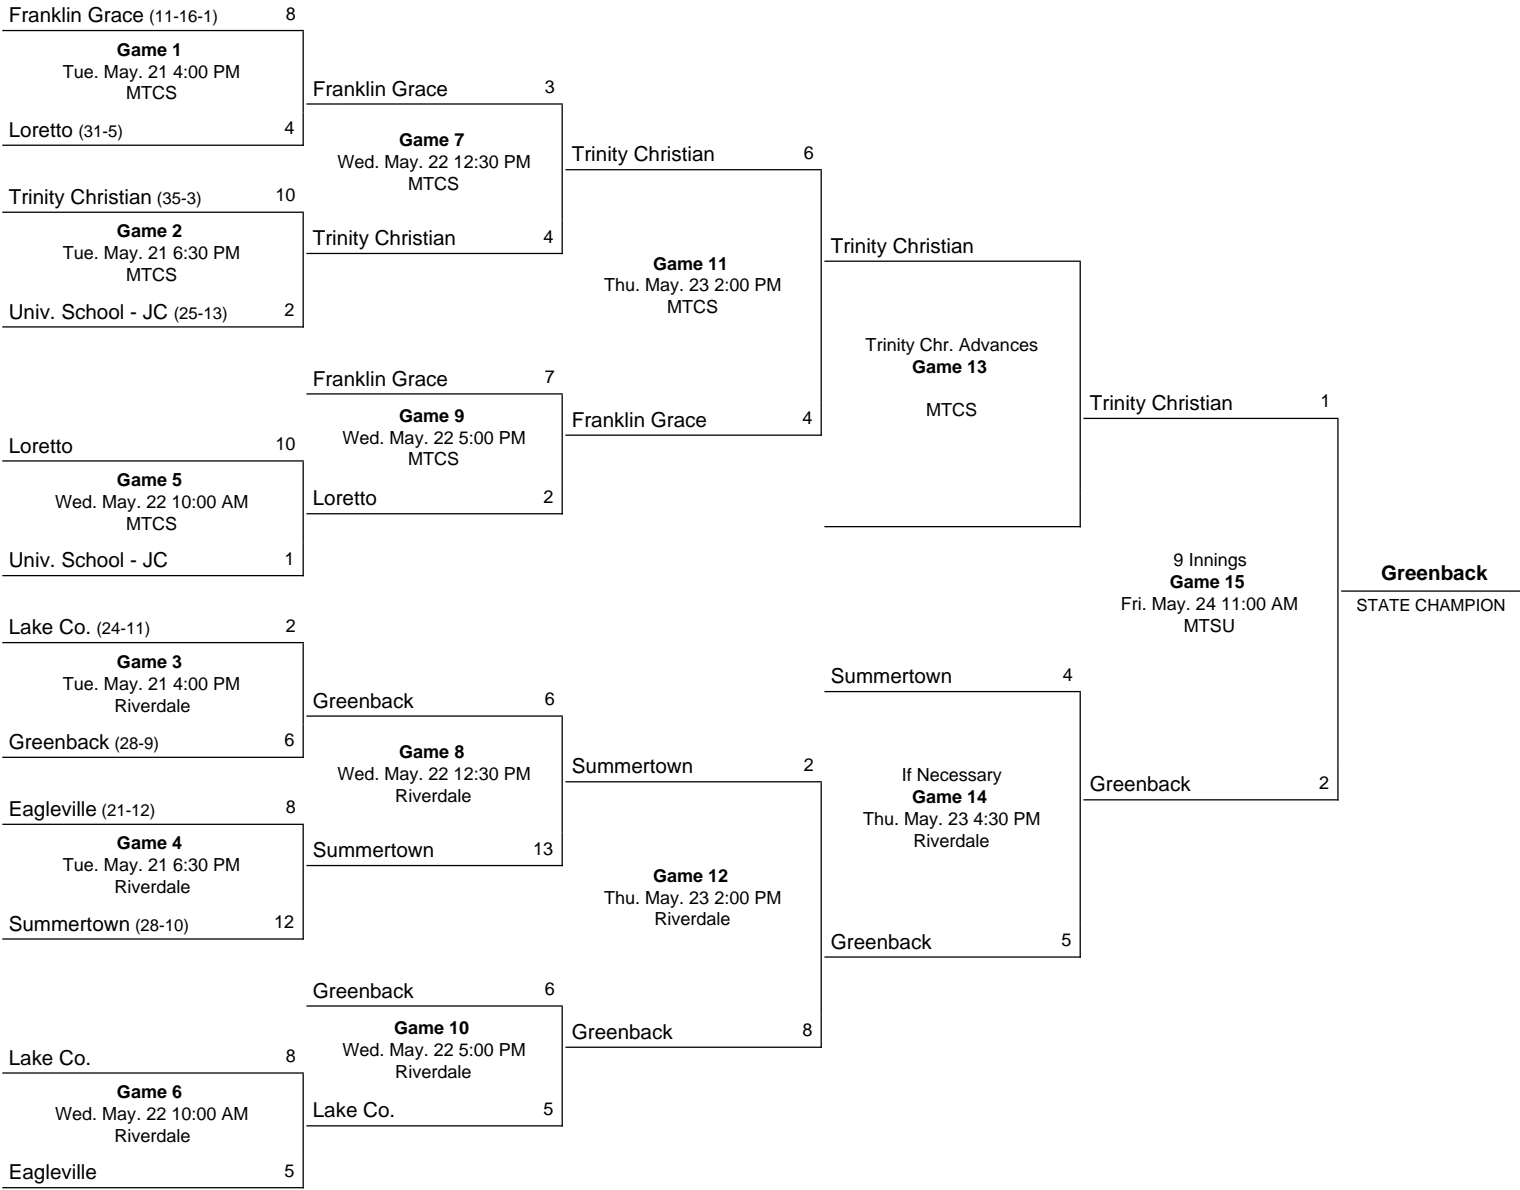 Franklin Grace (11-16-1) 8
Game 1
Tue. May. 21 4:00 PM
MTCS
Loretto (31-5) 4
Trinity Christian (35-3) 10
Game 2
Tue. May. 21 6:30 PM
MTCS
Univ. School - JC (25-13) 2
Loretto 10
Game 5
Wed. May. 22 10:00 AM
MTCS
Univ. School - JC 1
Lake Co. (24-11) 2
Game 3
Tue. May. 21 4:00 PM
Riverdale
Greenback (28-9) 6
Eagleville (21-12) 8
Game 4
Tue. May. 21 6:30 PM
Riverdale
Summertown (28-10) 12
Lake Co. 8
Game 6
Wed. May. 22 10:00 AM
Riverdale
Eagleville 5
Franklin Grace 3
Game 7
Wed. May. 22 12:30 PM
MTCS
Trinity Christian 4
Franklin Grace 7
Game 9
Wed. May. 22 5:00 PM
MTCS
Loretto 2
Greenback 6
Game 8
Wed. May. 22 12:30 PM
Riverdale
Summertown 13
Greenback 6
Game 10
Wed. May. 22 5:00 PM
Riverdale
Lake Co. 5
Trinity Christian 6
Game 11
Thu. May. 23 2:00 PM
MTCS
Franklin Grace 4
Summertown 2
Game 12
Thu. May. 23 2:00 PM
Riverdale
Greenback 8
Trinity Christian
Trinity Chr. Advances
Game 13
MTCS
Summertown 4
If Necessary
Game 14
Thu. May. 23 4:30 PM
Riverdale
Greenback 5
Trinity Christian 1
9 Innings
Game 15
Fri. May. 24 11:00 AM
MTSU
Greenback 2
Greenback
STATE CHAMPION